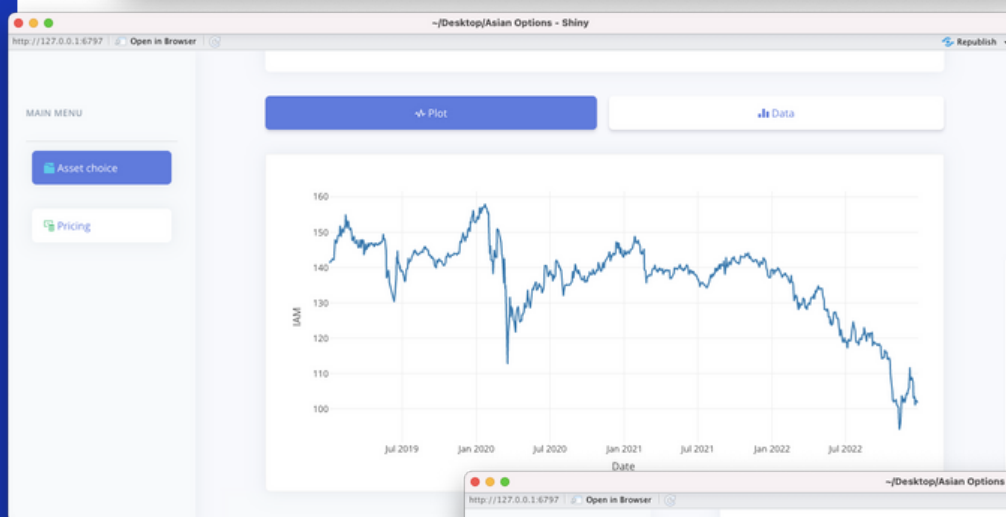 ~/Desktop/Asian Options - Shiny
http://127.0.0.1:6797 Open in Browser Republish
MAIN MENU
Asset choice
Pricing
Plot Data
160
150
140
130
120
110
100
IAM
Jul 2019 Jan 2020 Jul 2020 Jan 2021 Jul 2021 Jan 2022 Jul 2022
Date
~/Desktop/Asian Options
http://127.0.0.1:6797 Open in Browser